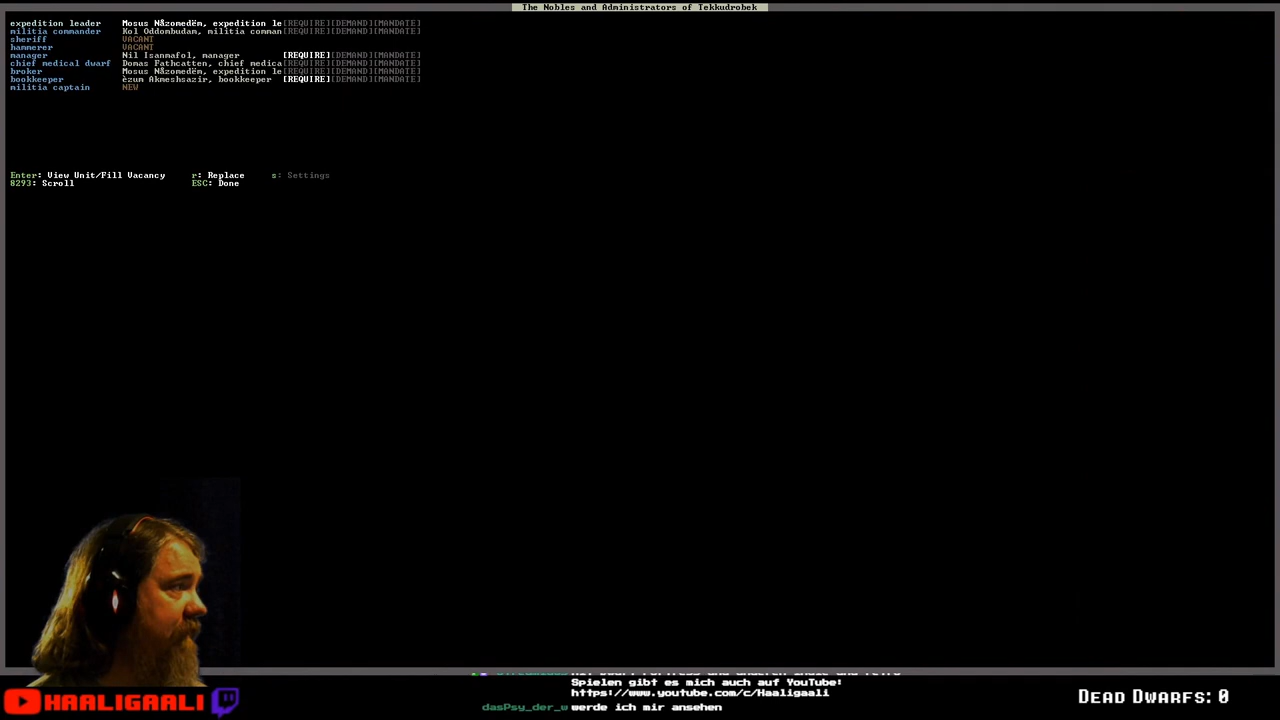 The Nobles and Administrators of Tekkudrobek
expedition leader Mosus Nåzomedëm, expedition le[REQUIRE][DEMAND][MANDATE]
militia commander Kol Oddombudam, militia comman[REQUIRE][DEMAND][MANDATE]
sheriff VACANT
hammerer VACANT
manager Nil Isanmafol, manager [REQUIRE][DEMAND][MANDATE]
chief medical dwarf Domas Fathcatten, chief medica[REQUIRE][DEMAND][MANDATE]
broker Mosus Nåzomedëm, expedition le[REQUIRE][DEMAND][MANDATE]
bookkeeper èzum Akmeshsazir, bookkeeper [REQUIRE][DEMAND][MANDATE]
militia captain NEW
Enter: View Unit/Fill Vacancy r: Replace s: Settings
8293: Scroll ESC: Done
Spielen gibt es mich auch auf YouTube!
https://www.youtube.com/c/Haaligaali
dasPsy_der_w werde ich mir ansehen
HAALIGAALI
DEAD DWARFS: 0